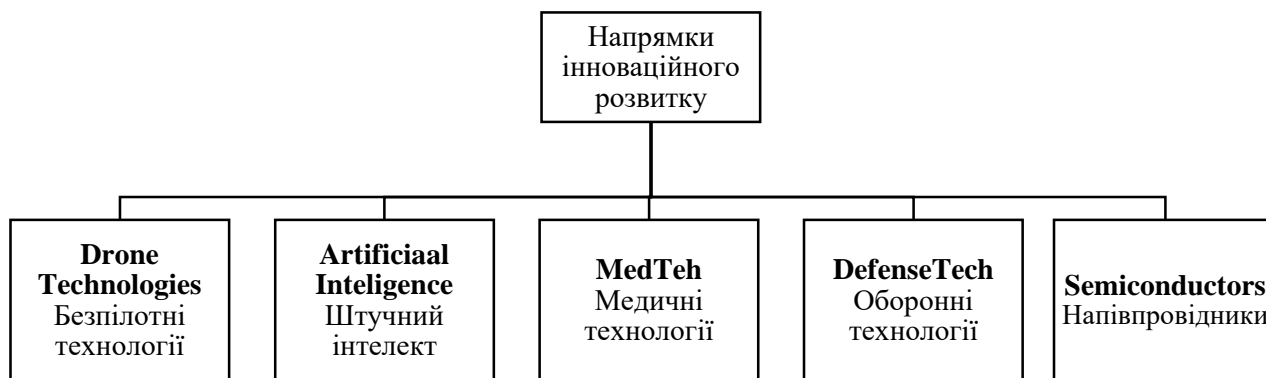 Напрямки
інноваційного
розвитку
Drone
Technologies
Безпілотні
технології
Artificiaal
Inteligence
Штучний
інтелект
MedTeh
Медичні
технології
DefenseTech
Оборонні
технології
Semiconductors
Напівпровідники